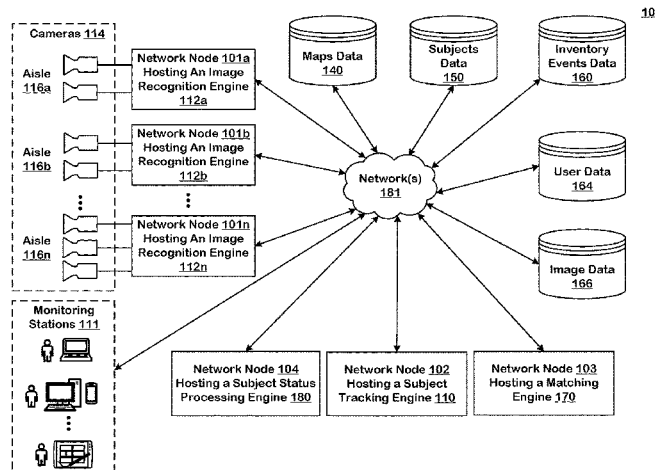 10
Cameras 114
Aisle
116a
Network Node 101a
Hosting An Image
Recognition Engine
112a
Aisle
116b
Network Node 101b
Hosting An Image
Recognition Engine
112b
Aisle
116n
Network Node 101n
Hosting An Image
Recognition Engine
112n
Maps Data
140
Subjects
Data
150
Inventory
Events Data
160
Network(s)
181
User Data
164
Image Data
166
Monitoring
Stations 111
Network Node 104
Hosting a Subject Status
Processing Engine 180
Network Node 102
Hosting a Subject
Tracking Engine 110
Network Node 103
Hosting a Matching
Engine 170